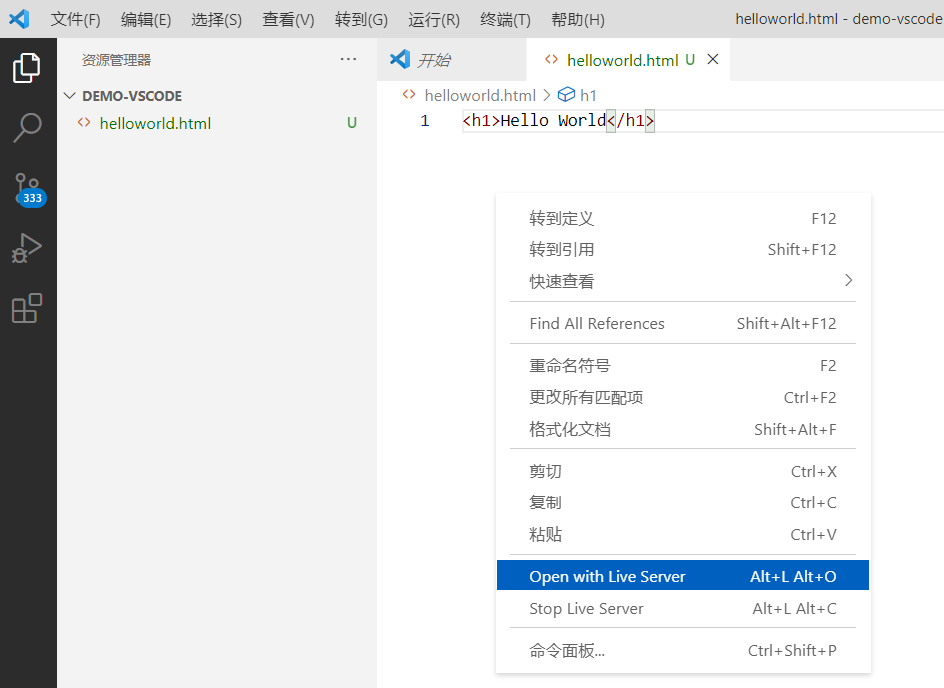 文件(F) 编辑(E) 选择(S) 查看(V) 转到(G) 运行(R) 终端(T) 帮助(H) helloworld.html - demo-vscode
资源管理器 ···
DEMO-VSCODE
helloworld.html U
333
开始 helloworld.html U
helloworld.html > h1
1 <h1>Hello World</h1>
转到定义 F12
转到引用 Shift+F12
快速查看
Find All References Shift+Alt+F12
重命名符号 F2
更改所有匹配项 Ctrl+F2
格式化文档 Shift+Alt+F
剪切 Ctrl+X
复制 Ctrl+C
粘贴 Ctrl+V
Open with Live Server Alt+L Alt+O
Stop Live Server Alt+L Alt+C
命令面板... Ctrl+Shift+P